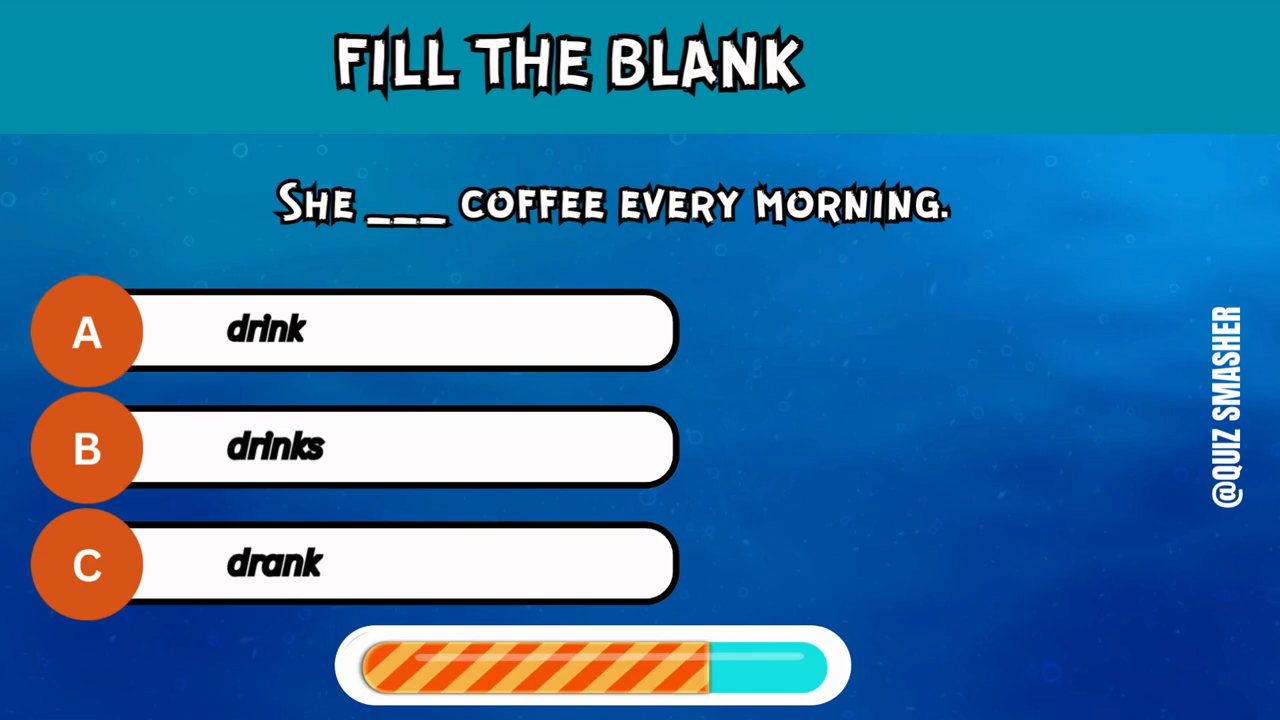 FILL THE BLANK
She ___ coffee every morning.
A drink
B drinks
C drank
@QUIZ SMASHER